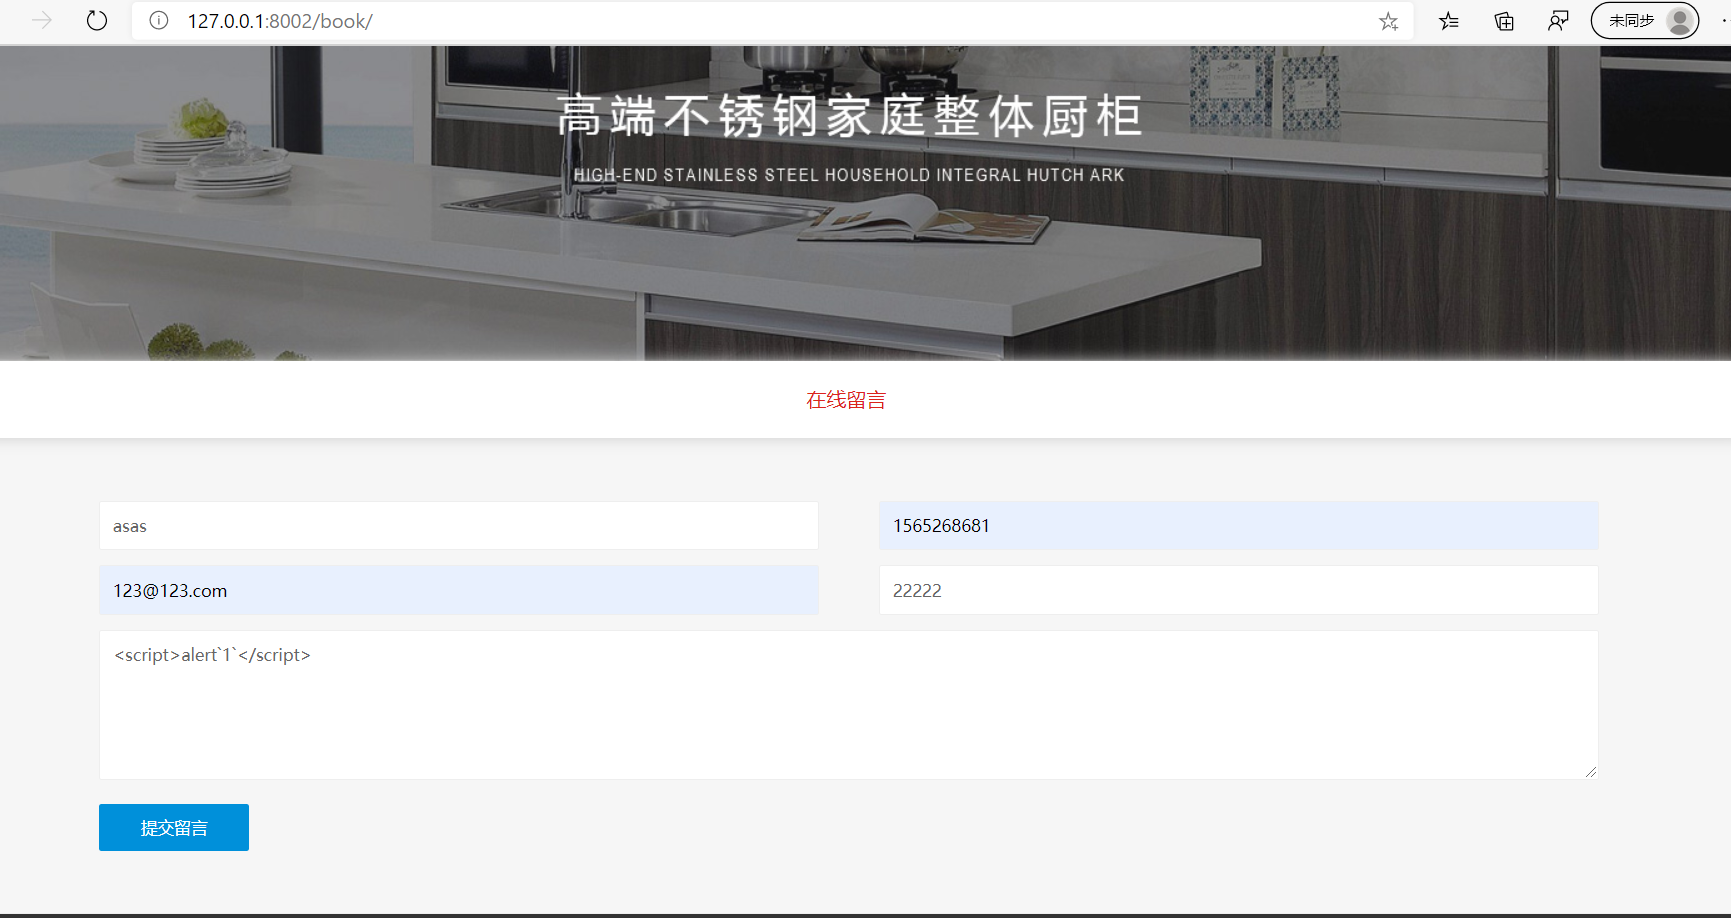 127.0.0.1:8002/book/
未同步
高端不锈钢家庭整体厨柜
HIGH-END STAINLESS STEEL HOUSEHOLD INTEGRAL HUTCH ARK
在线留言
asas
1565268681
123@123.com
22222
<script>alert`1`</script>
提交留言